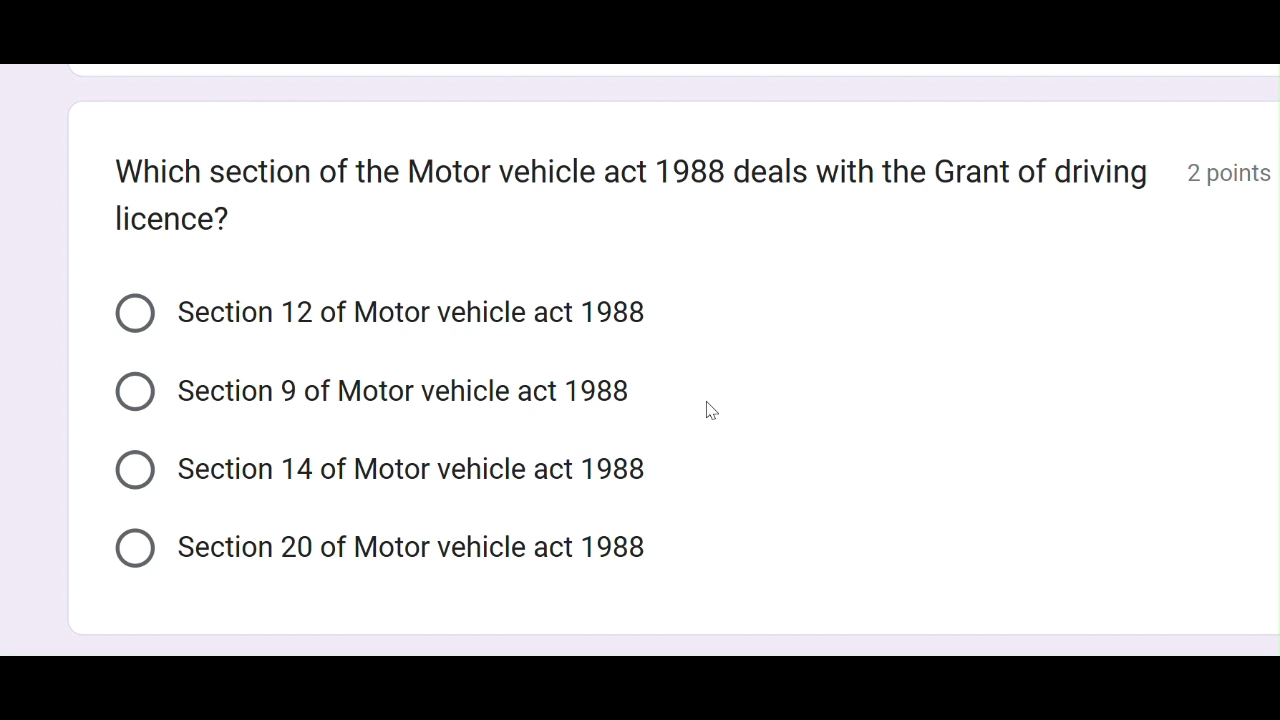 Which section of the Motor vehicle act 1988 deals with the Grant of driving 2 points
licence?
Section 12 of Motor vehicle act 1988
Section 9 of Motor vehicle act 1988
Section 14 of Motor vehicle act 1988
Section 20 of Motor vehicle act 1988